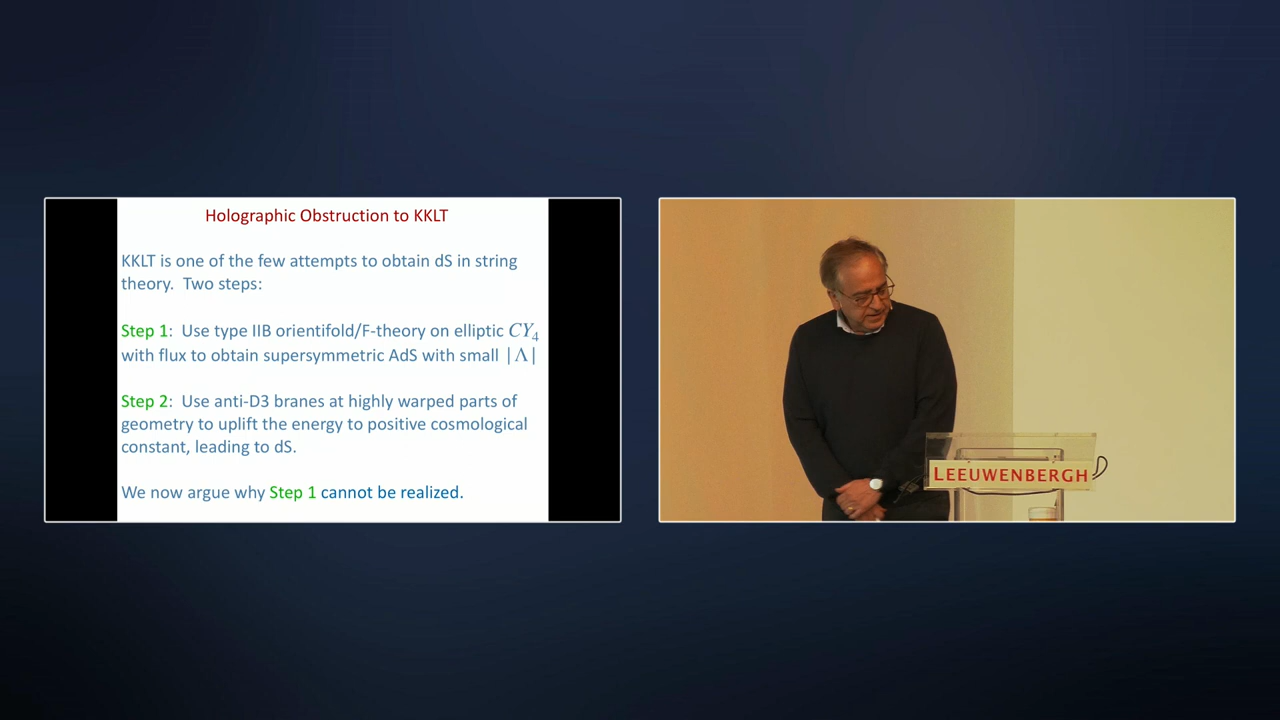 Holographic Obstruction to KKLT
KKLT is one of the few attempts to obtain dS in string
theory. Two steps:
Step 1: Use type IIB orientifold/F-theory on elliptic CY₄
with flux to obtain supersymmetric AdS with small |Λ|
Step 2: Use anti-D3 branes at highly warped parts of
geometry to uplift the energy to positive cosmological
constant, leading to dS.
We now argue why Step 1 cannot be realized.
LEEUWENBERGH